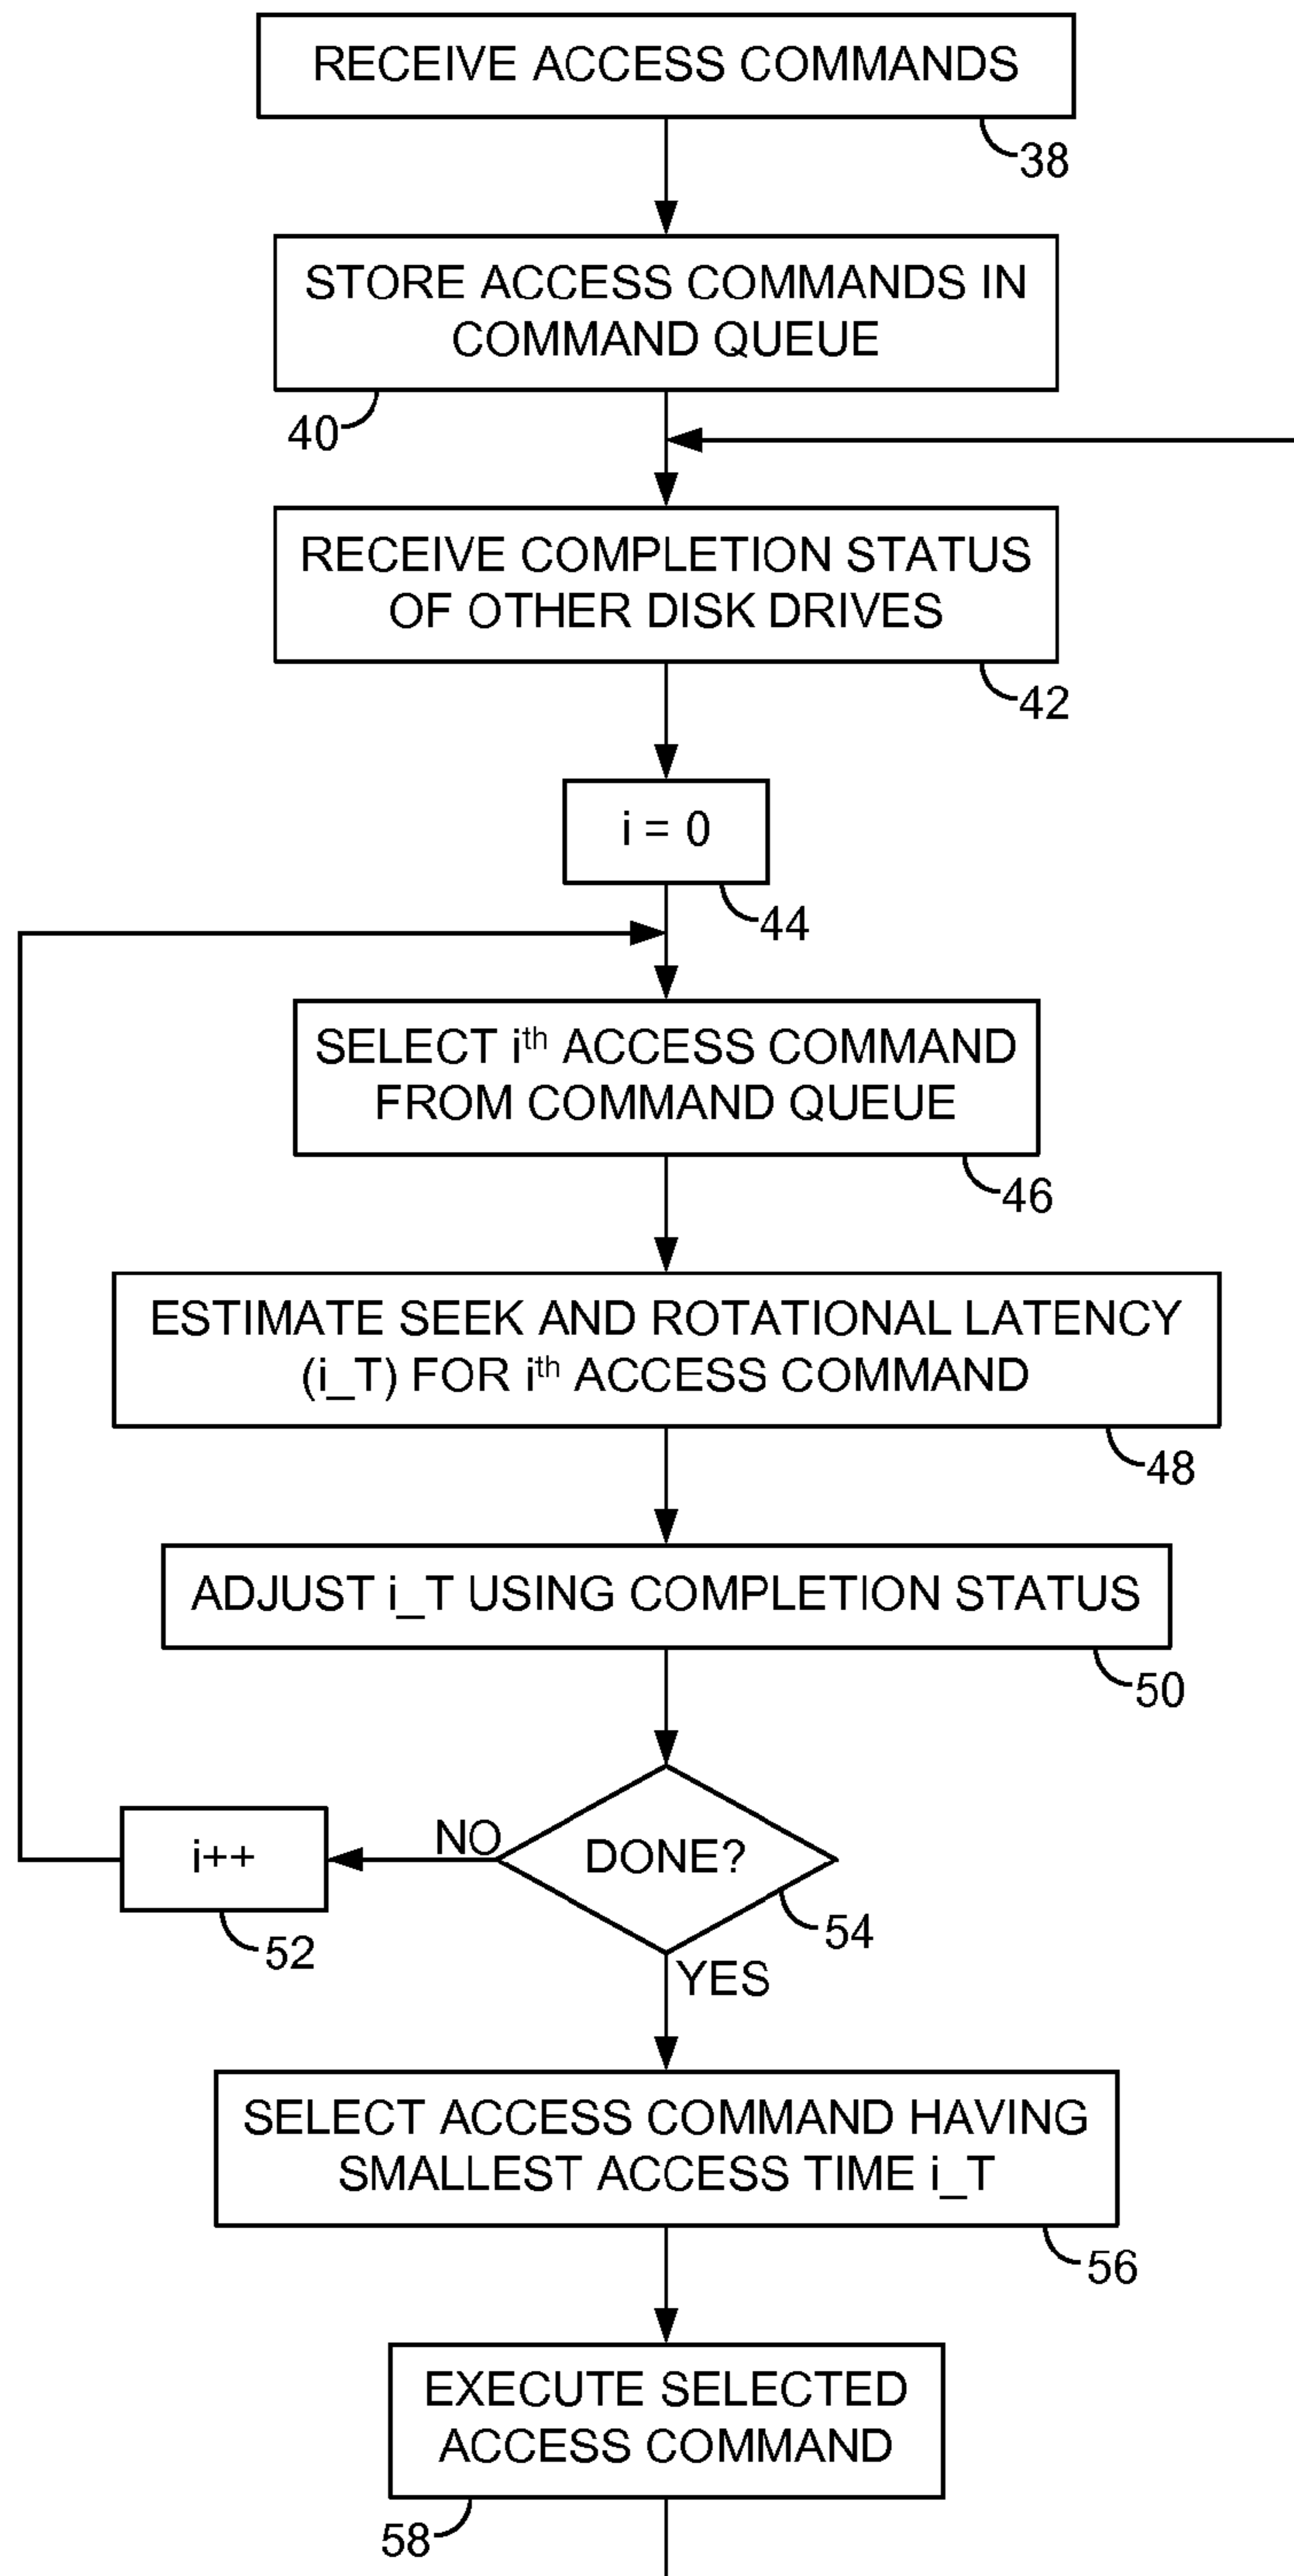 RECEIVE ACCESS COMMANDS
38
STORE ACCESS COMMANDS IN
COMMAND QUEUE
40
RECEIVE COMPLETION STATUS
OF OTHER DISK DRIVES
42
i = 0
44
SELECT ith ACCESS COMMAND
FROM COMMAND QUEUE
46
ESTIMATE SEEK AND ROTATIONAL LATENCY
(i_T) FOR ith ACCESS COMMAND
48
ADJUST i_T USING COMPLETION STATUS
50
i++
NO
DONE?
52
54
YES
SELECT ACCESS COMMAND HAVING
SMALLEST ACCESS TIME i_T
56
EXECUTE SELECTED
ACCESS COMMAND
58